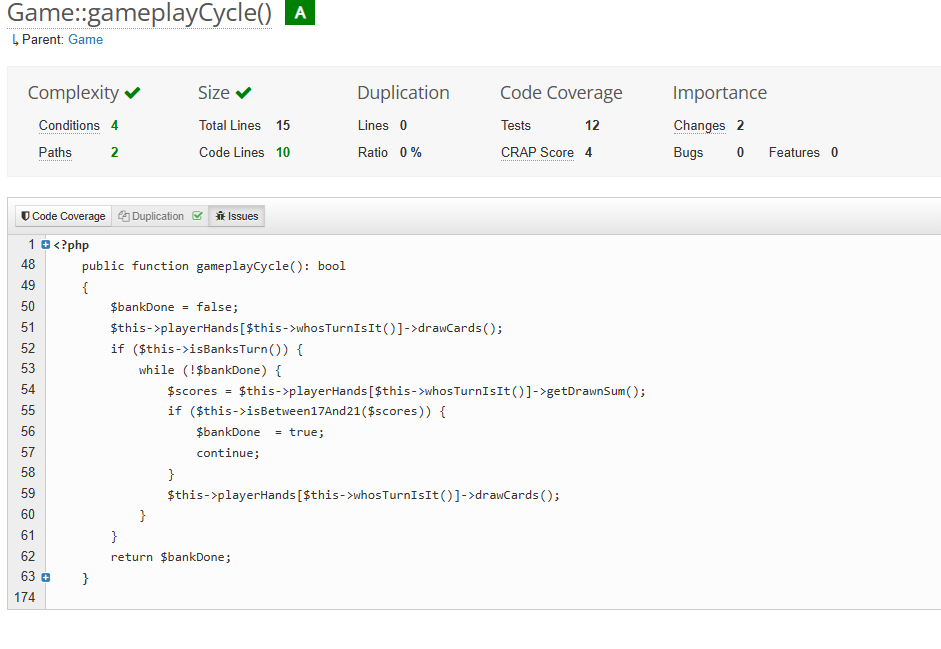 Game::gameplayCycle() A
↳ Parent: Game
Complexity ✔ Size ✔ Duplication Code Coverage Importance
Conditions 4 Total Lines 15 Lines 0 Tests 12 Changes 2
Paths 2 Code Lines 10 Ratio 0 % CRAP Score 4 Bugs 0 Features 0
Code Coverage Duplication Issues
1 <?php
48     public function gameplayCycle(): bool
49     {
50         $bankDone = false;
51         $this->playerHands[$this->whosTurnIsIt()]->drawCards();
52         if ($this->isBanksTurn()) {
53             while (!$bankDone) {
54                 $scores = $this->playerHands[$this->whosTurnIsIt()]->getDrawnSum();
55                 if ($this->isBetween17And21($scores)) {
56                     $bankDone  = true;
57                     continue;
58                 }
59                 $this->playerHands[$this->whosTurnIsIt()]->drawCards();
60             }
61         }
62         return $bankDone;
63     }
174